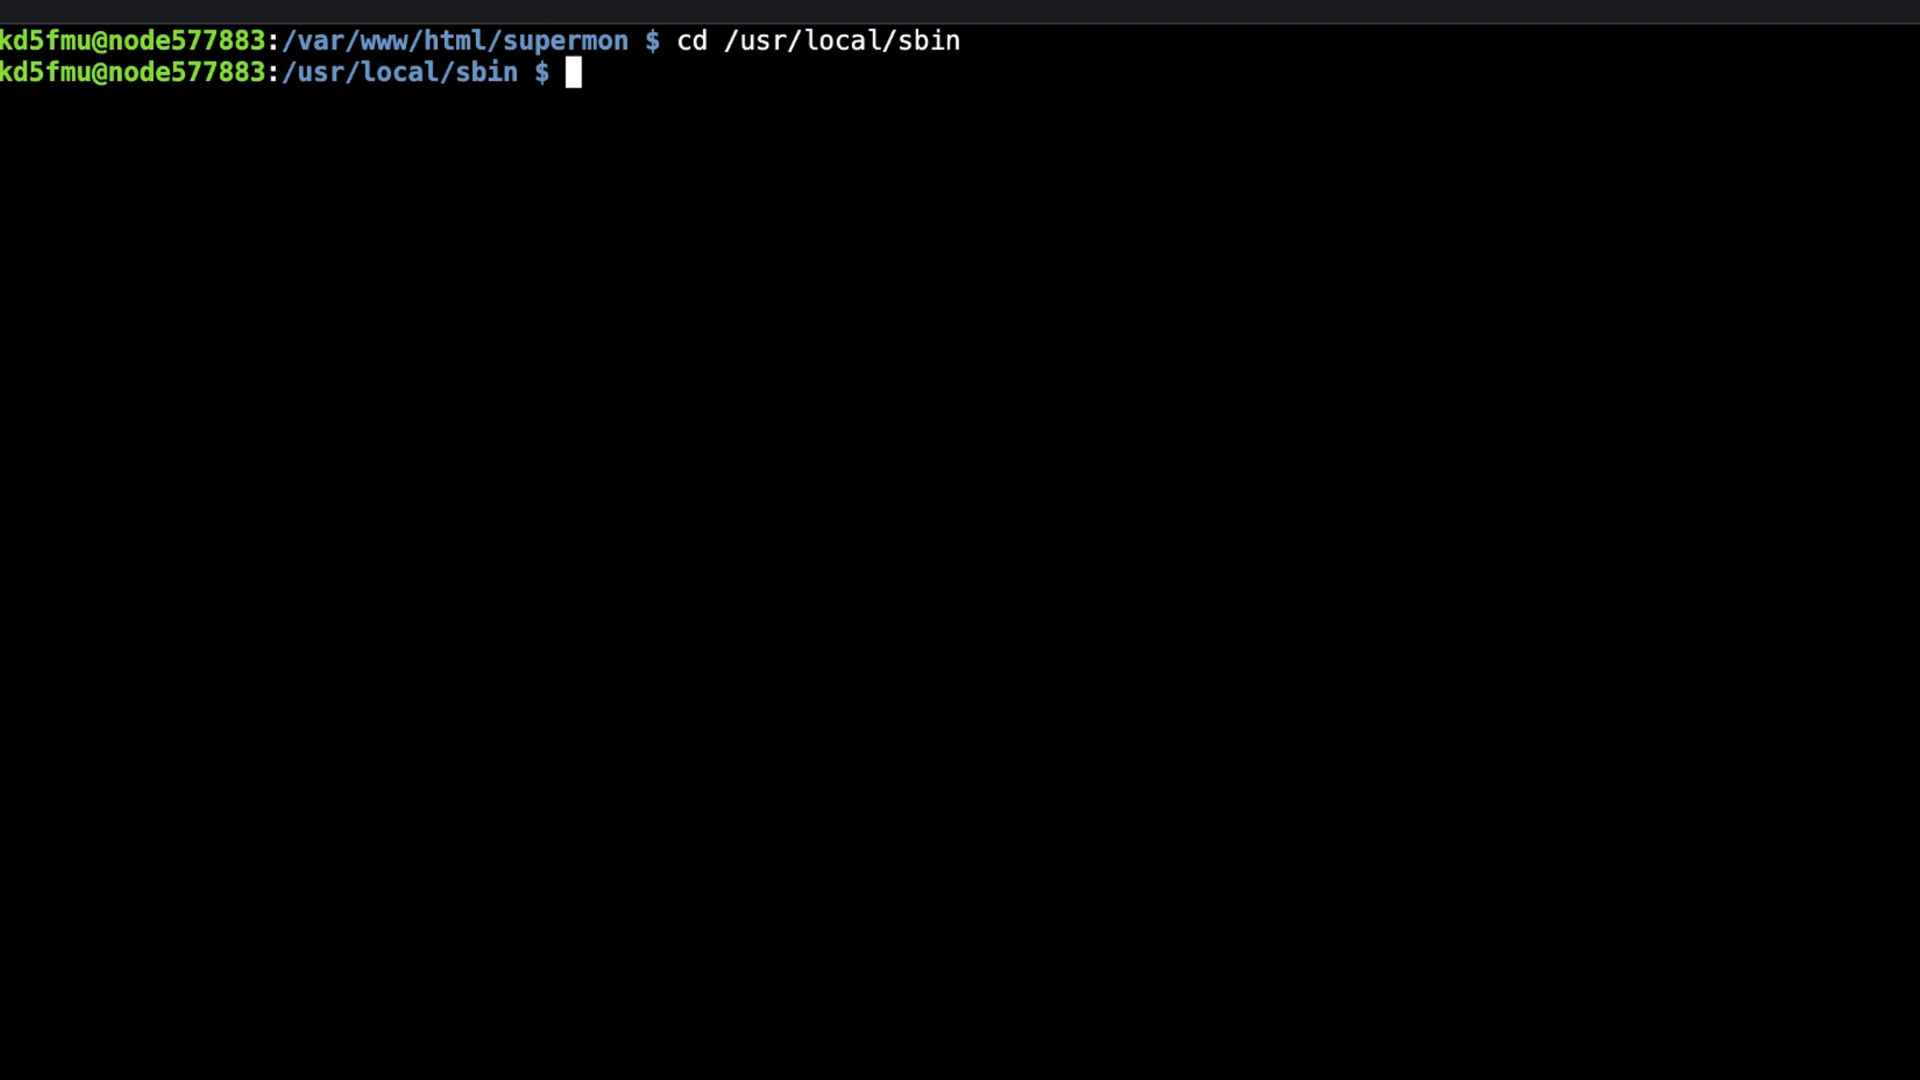 kd5fmu@node577883:/var/www/html/supermon $ cd /usr/local/sbin
kd5fmu@node577883:/usr/local/sbin $